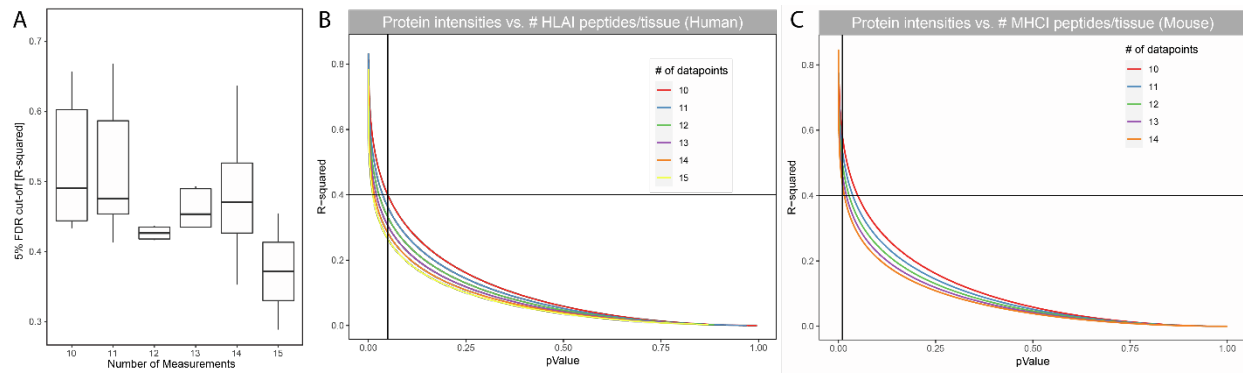 A
5% FDR cut-off [R-squared]
0.7
0.6
0.5
0.4
0.3
10 11 12 13 14 15
Number of Measurements
B
Protein intensities vs. # HLAI peptides/tissue (Human)
R-squared
0.8
0.6
0.4
0.2
0.0
# of datapoints
10
11
12
13
14
15
0.00 0.25 0.50 0.75 1.00
pValue
C
Protein intensities vs. # MHCI peptides/tissue (Mouse)
R-squared
0.8
0.6
0.4
0.2
0.0
# of datapoints
10
11
12
13
14
0.00 0.25 0.50 0.75 1.00
pValue